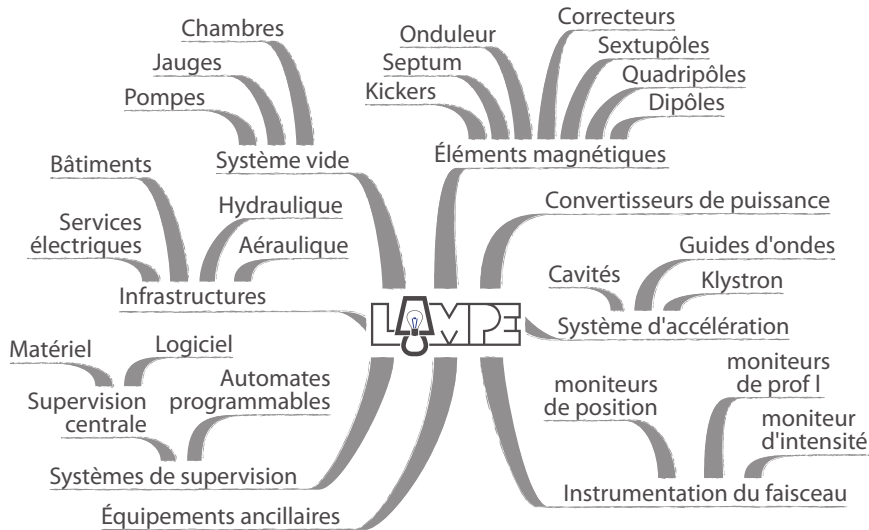 Chambres
Jauges
Pompes
Système vide
Onduleur
Septum
Kickers
Correcteurs
Sextupôles
Quadripôles
Dipôles
Éléments magnétiques
Bâtiments
Services
électriques
Hydraulique
Aéraulique
Infrastructures
Convertisseurs de puissance
Guides d'ondes
Cavités
Klystron
Système d'accélération
LAMPE
Matériel
Logiciel
Supervision
centrale
Automates
programmables
Systèmes de supervision
Équipements ancillaires
moniteurs
de position
moniteurs
de prof l
moniteur
d'intensité
Instrumentation du faisceau